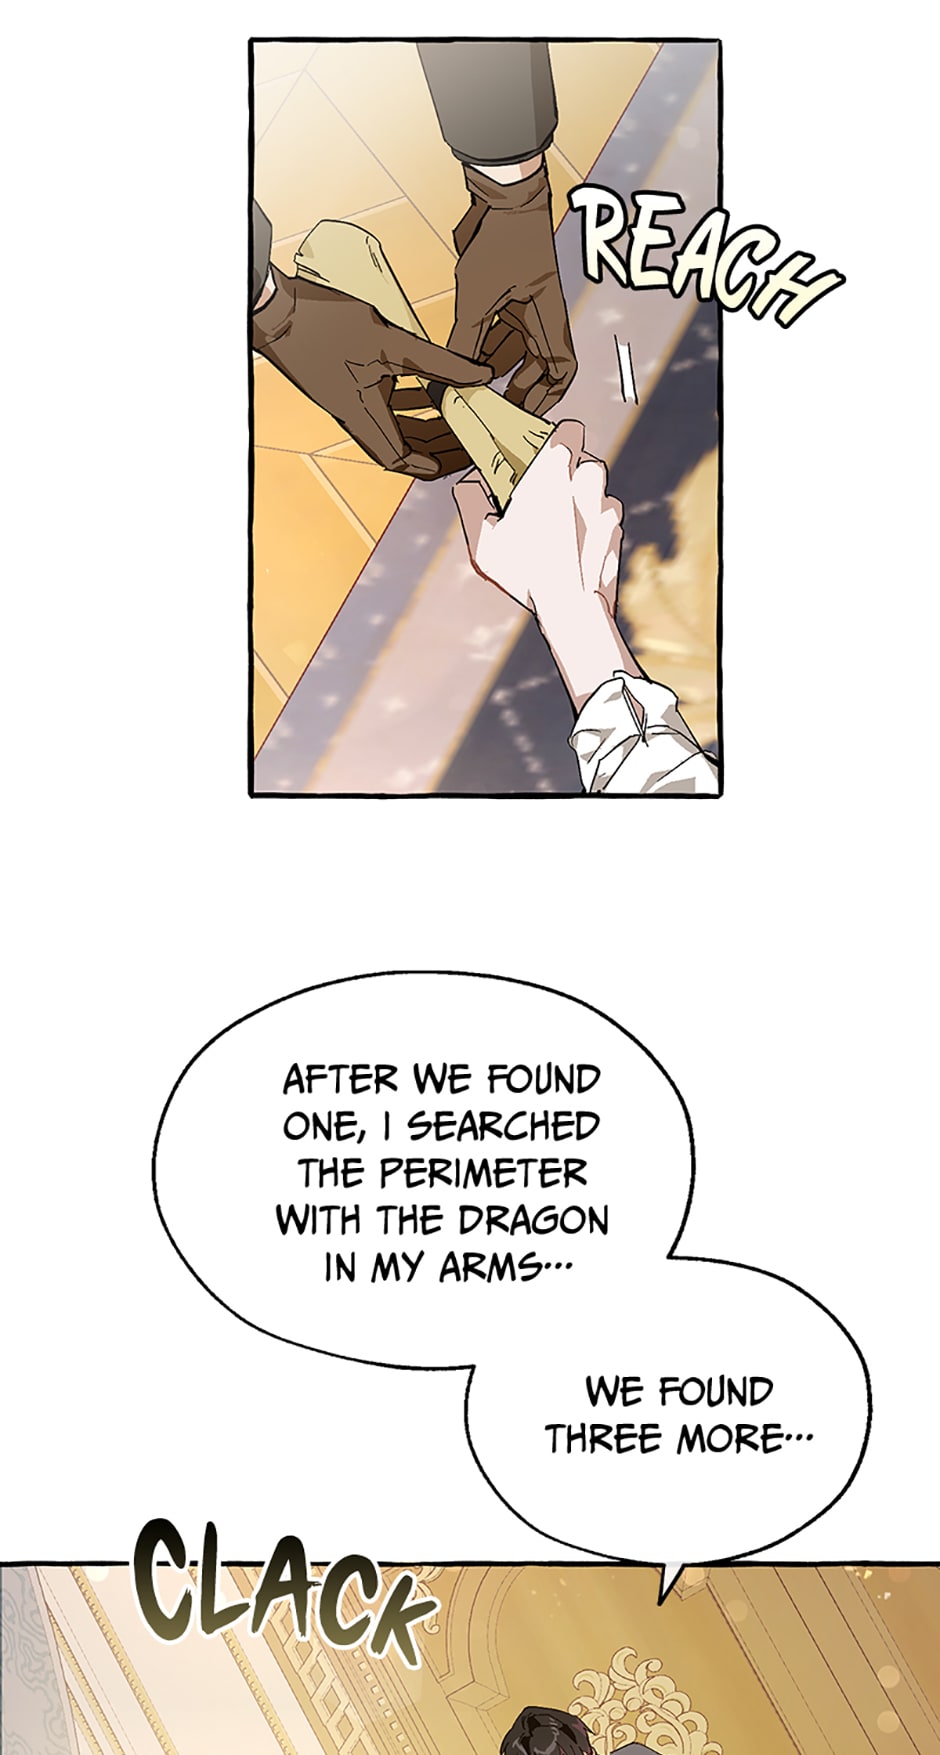 REACH
AFTER WE FOUND
ONE, I SEARCHED
THE PERIMETER
WITH THE DRAGON
IN MY ARMS...
WE FOUND
THREE MORE...
CLACK